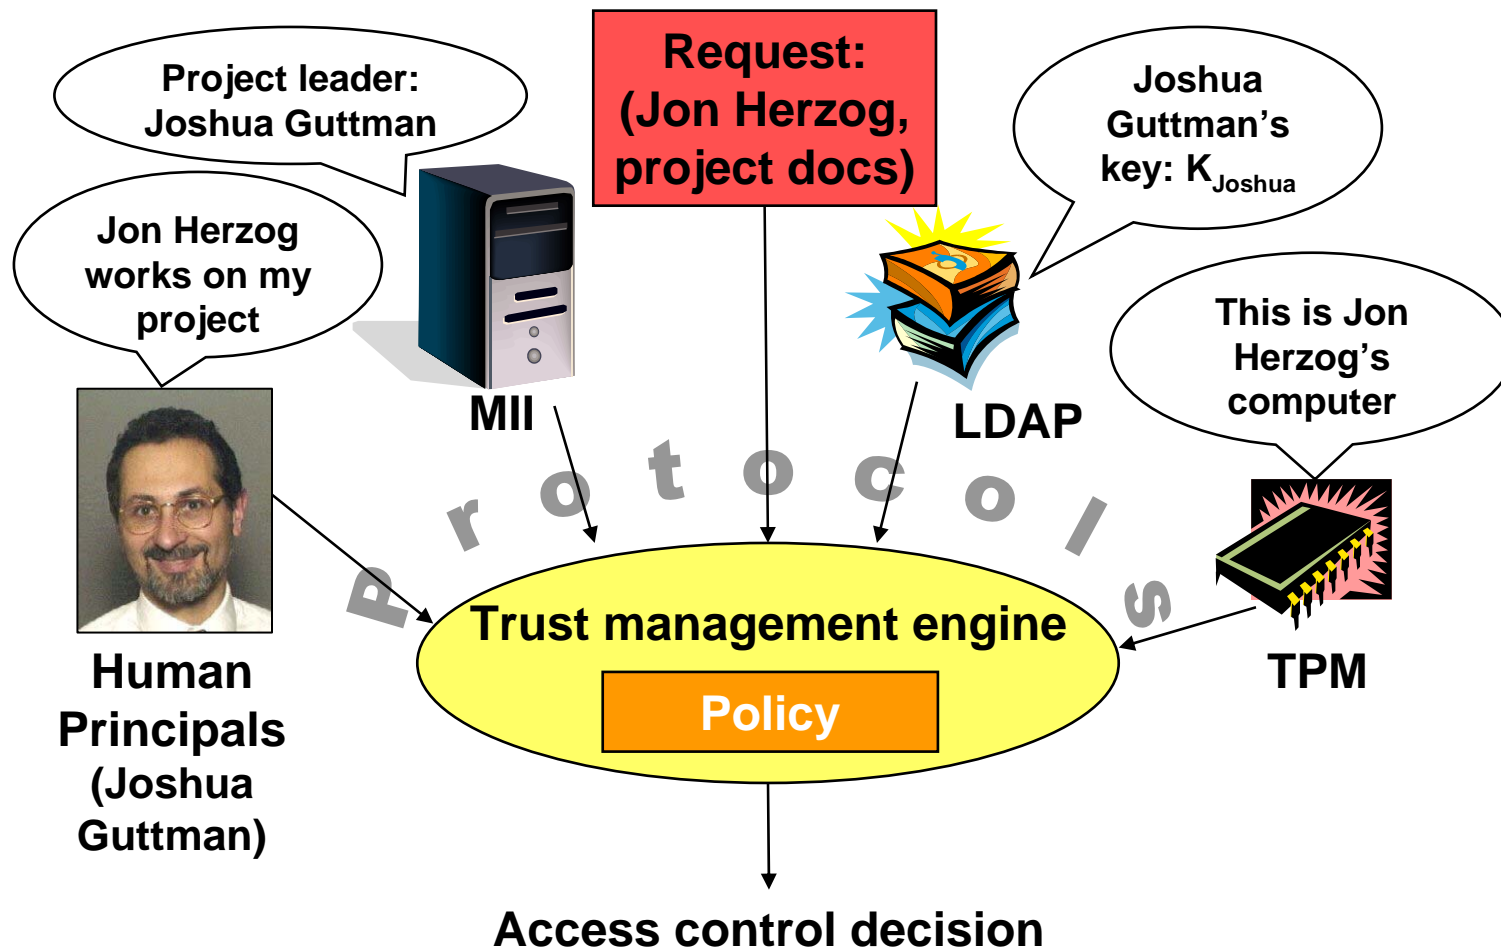 Project leader:
Joshua Guttman
Request:
(Jon Herzog,
project docs)
Joshua
Guttman’s
key: K_Joshua
Jon Herzog
works on my
project
This is Jon
Herzog’s
computer
MII
LDAP
Protocols
Human
Principals
(Joshua
Guttman)
TPM
Trust management engine
Policy
Access control decision